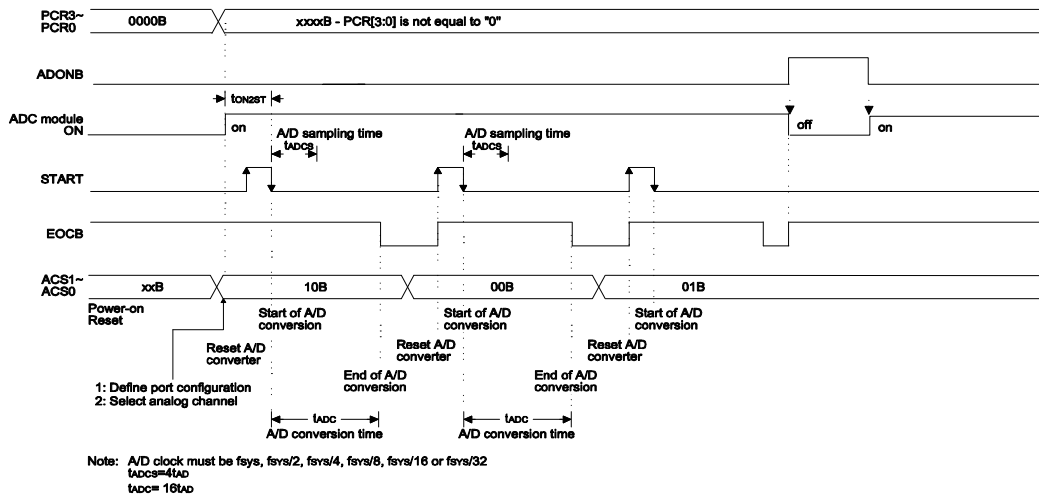 PCR3~
PCR0
0000B
xxxxB - PCR[3:0] is not equal to "0"
ADONB
tON2ST
ADC module
ON
on
off
on
A/D sampling time
tADCS
A/D sampling time
tADCS
START
EOCB
ACS1~
ACS0
xxB
10B
00B
01B
Power-on
Reset
Start of A/D
conversion
Start of A/D
conversion
Start of A/D
conversion
Reset A/D
converter
Reset A/D
converter
Reset A/D
converter
End of A/D
conversion
End of A/D
conversion
1: Define port configuration
2: Select analog channel
tADC
A/D conversion time
tADC
A/D conversion time
Note: A/D clock must be fsys, fsys/2, fsys/4, fsys/8, fsys/16 or fsys/32
tADCS=4tAD
tADC= 16tAD